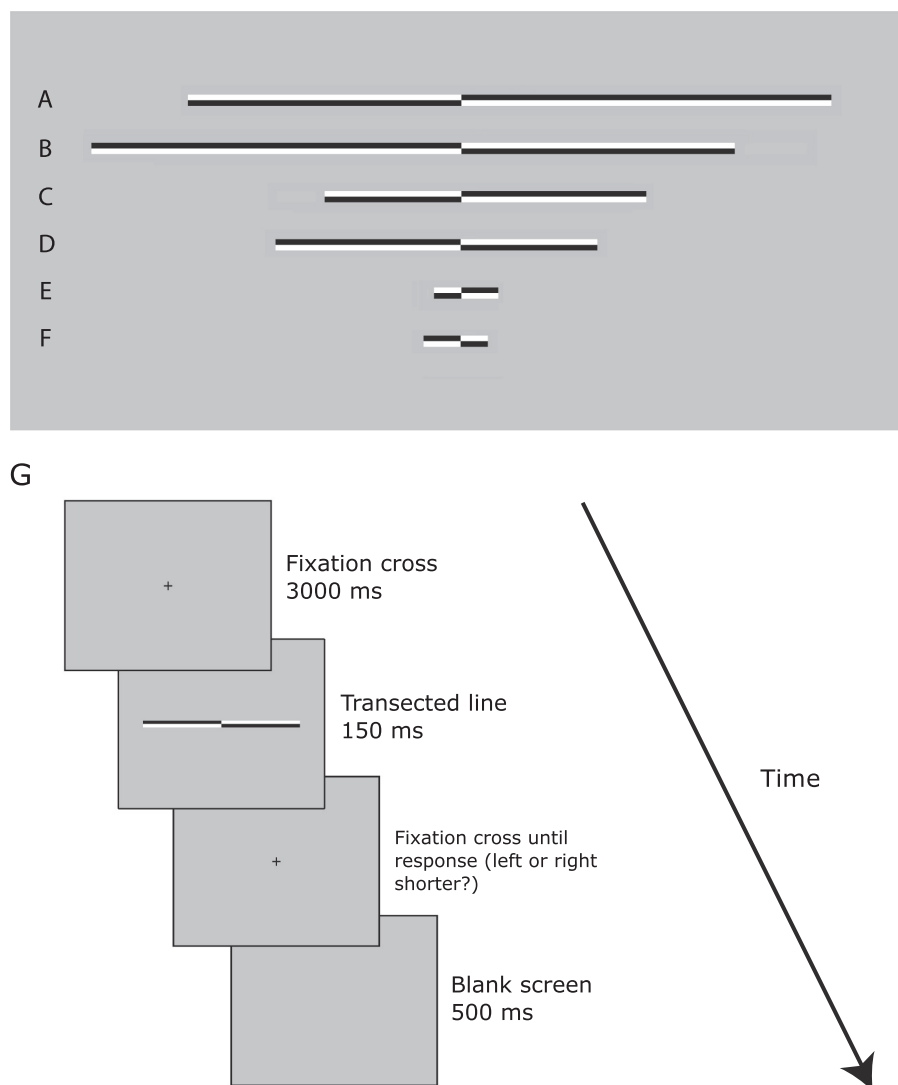 A
B
C
D
E
F
G
Fixation cross
3000 ms
Transected line
150 ms
Time
Fixation cross until
response (left or right
shorter?)
Blank screen
500 ms